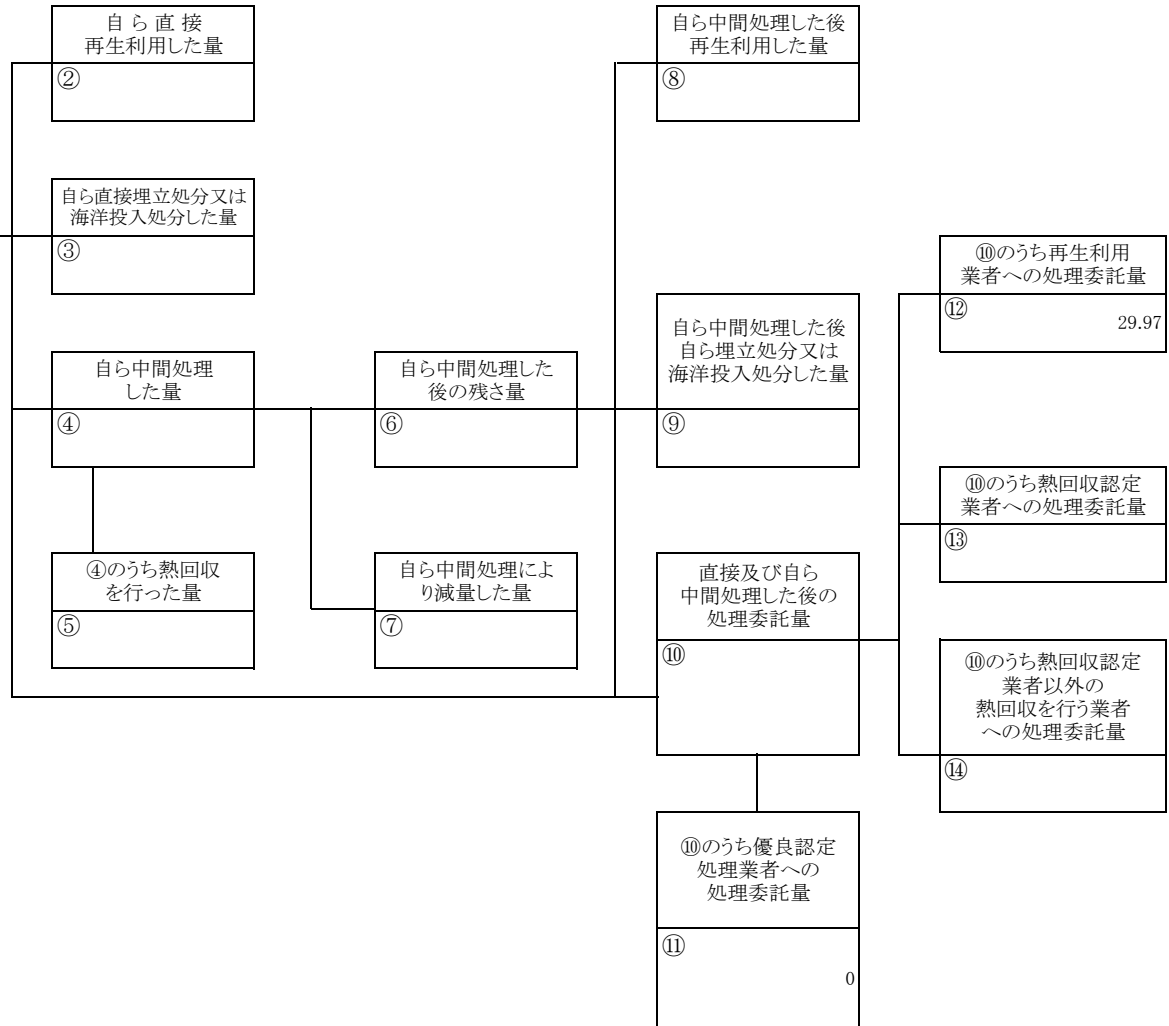 自 ら 直 接
再生利用した量
②
自ら直接埋立処分又は
海洋投入処分した量
③
自ら中間処理
した量
④
④のうち熱回収
を行った量
⑤
自ら中間処理した
後の残さ量
⑥
自ら中間処理によ
り減量した量
⑦
自ら中間処理した後
再生利用した量
⑧
自ら中間処理した後
自ら埋立処分又は
海洋投入処分した量
⑨
直接及び自ら
中間処理した後の
処理委託量
⑩
⑩のうち優良認定
処理業者への
処理委託量
⑪
0
⑩のうち再生利用
業者への処理委託量
⑫
29.97
⑩のうち熱回収認定
業者への処理委託量
⑬
⑩のうち熱回収認定
業者以外の
熱回収を行う業者
への処理委託量
⑭